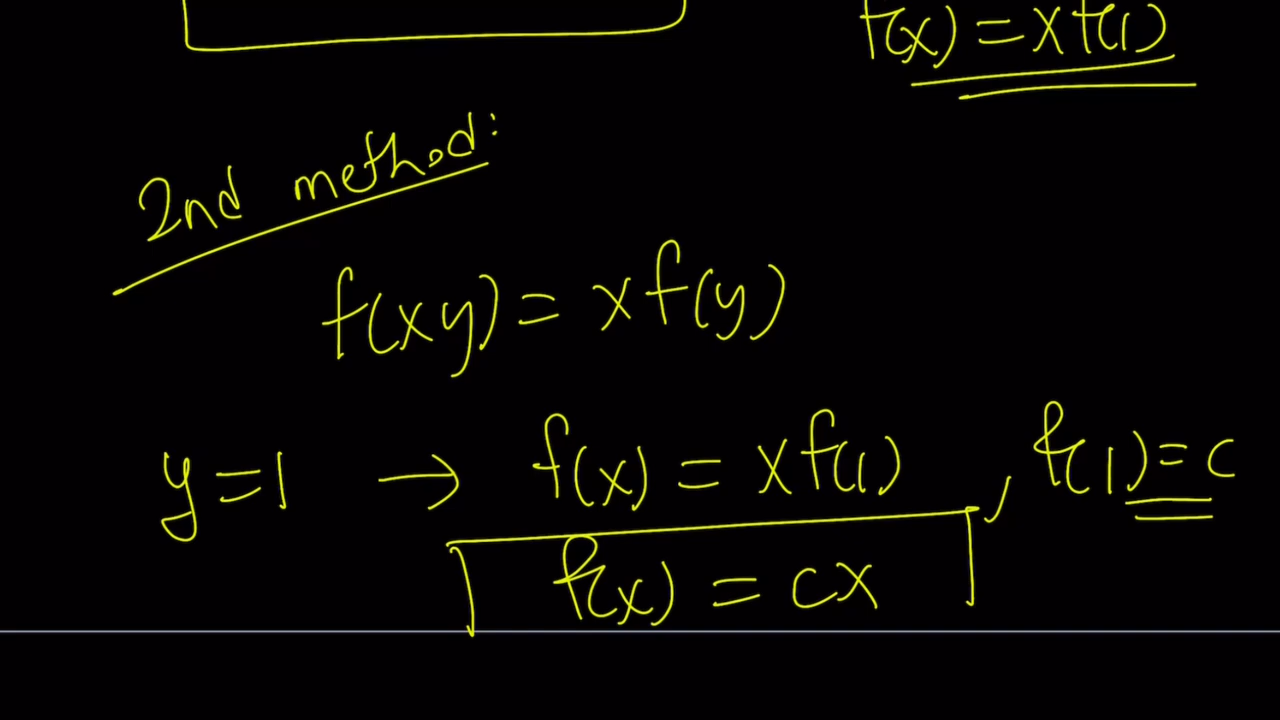 f(x) = x f(1)
2nd method:
f(xy) = x f(y)
y = 1 → f(x) = x f(1) , f(1) = c
f(x) = cx